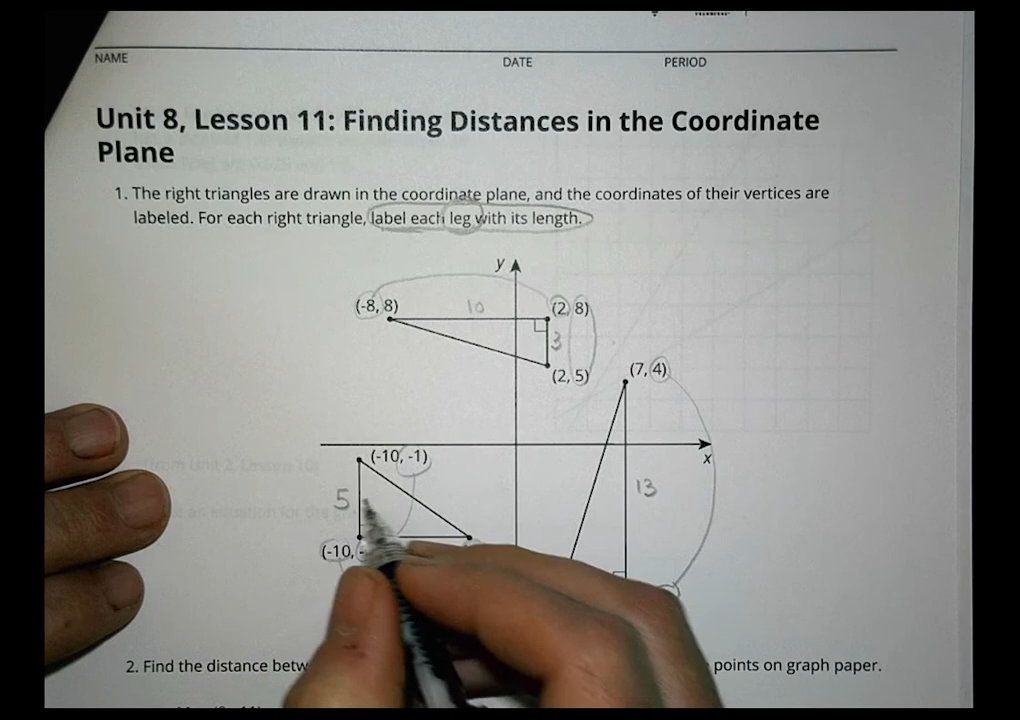 NAME DATE PERIOD
Unit 8, Lesson 11: Finding Distances in the Coordinate
Plane
1. The right triangles are drawn in the coordinate plane, and the coordinates of their vertices are
labeled. For each right triangle, label each leg with its length.
y
(-8, 8) 10 (2, 8)
3
(2, 5) (7, 4)
x
(-10, -1)
5 13
(-10, -
2. Find the distance points on graph paper.